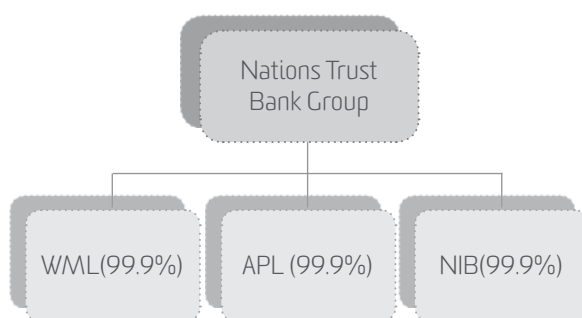 Nations Trust
Bank Group
WML(99.9%)
APL (99.9%)
NIB(99.9%)